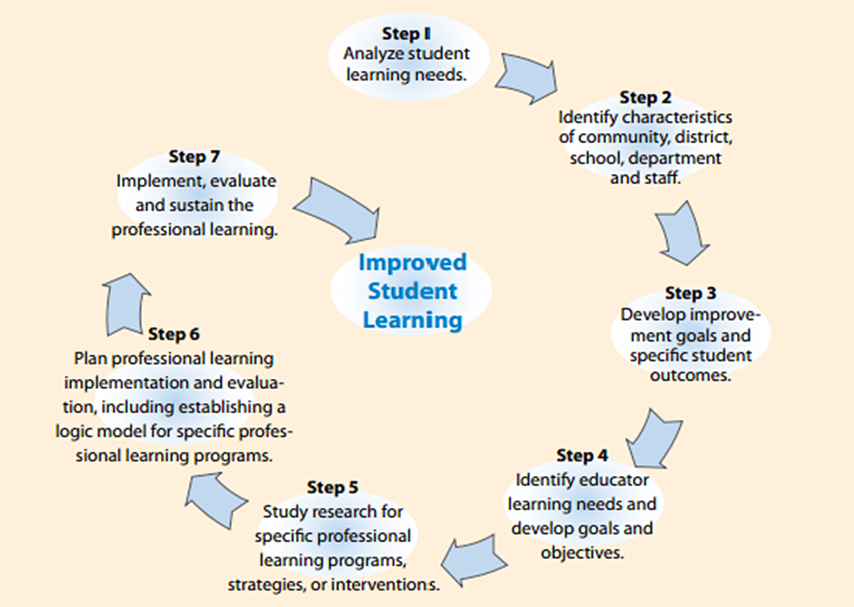 Step 1
Analyze student
learning needs.
Step 2
Identify characteristics
of community, district,
school, department
and staff.
Step 3
Develop improve-
ment goals and
specific student
outcomes.
Step 4
Identify educator
learning needs and
develop goals and
objectives.
Step 5
Study research for
specific professional
learning programs,
strategies, or interventions.
Step 6
Plan professional learning
implementation and evalua-
tion, including establishing a
logic model for specific profes-
sional learning programs.
Step 7
Implement, evaluate
and sustain the
professional learning.
Improved
Student
Learning